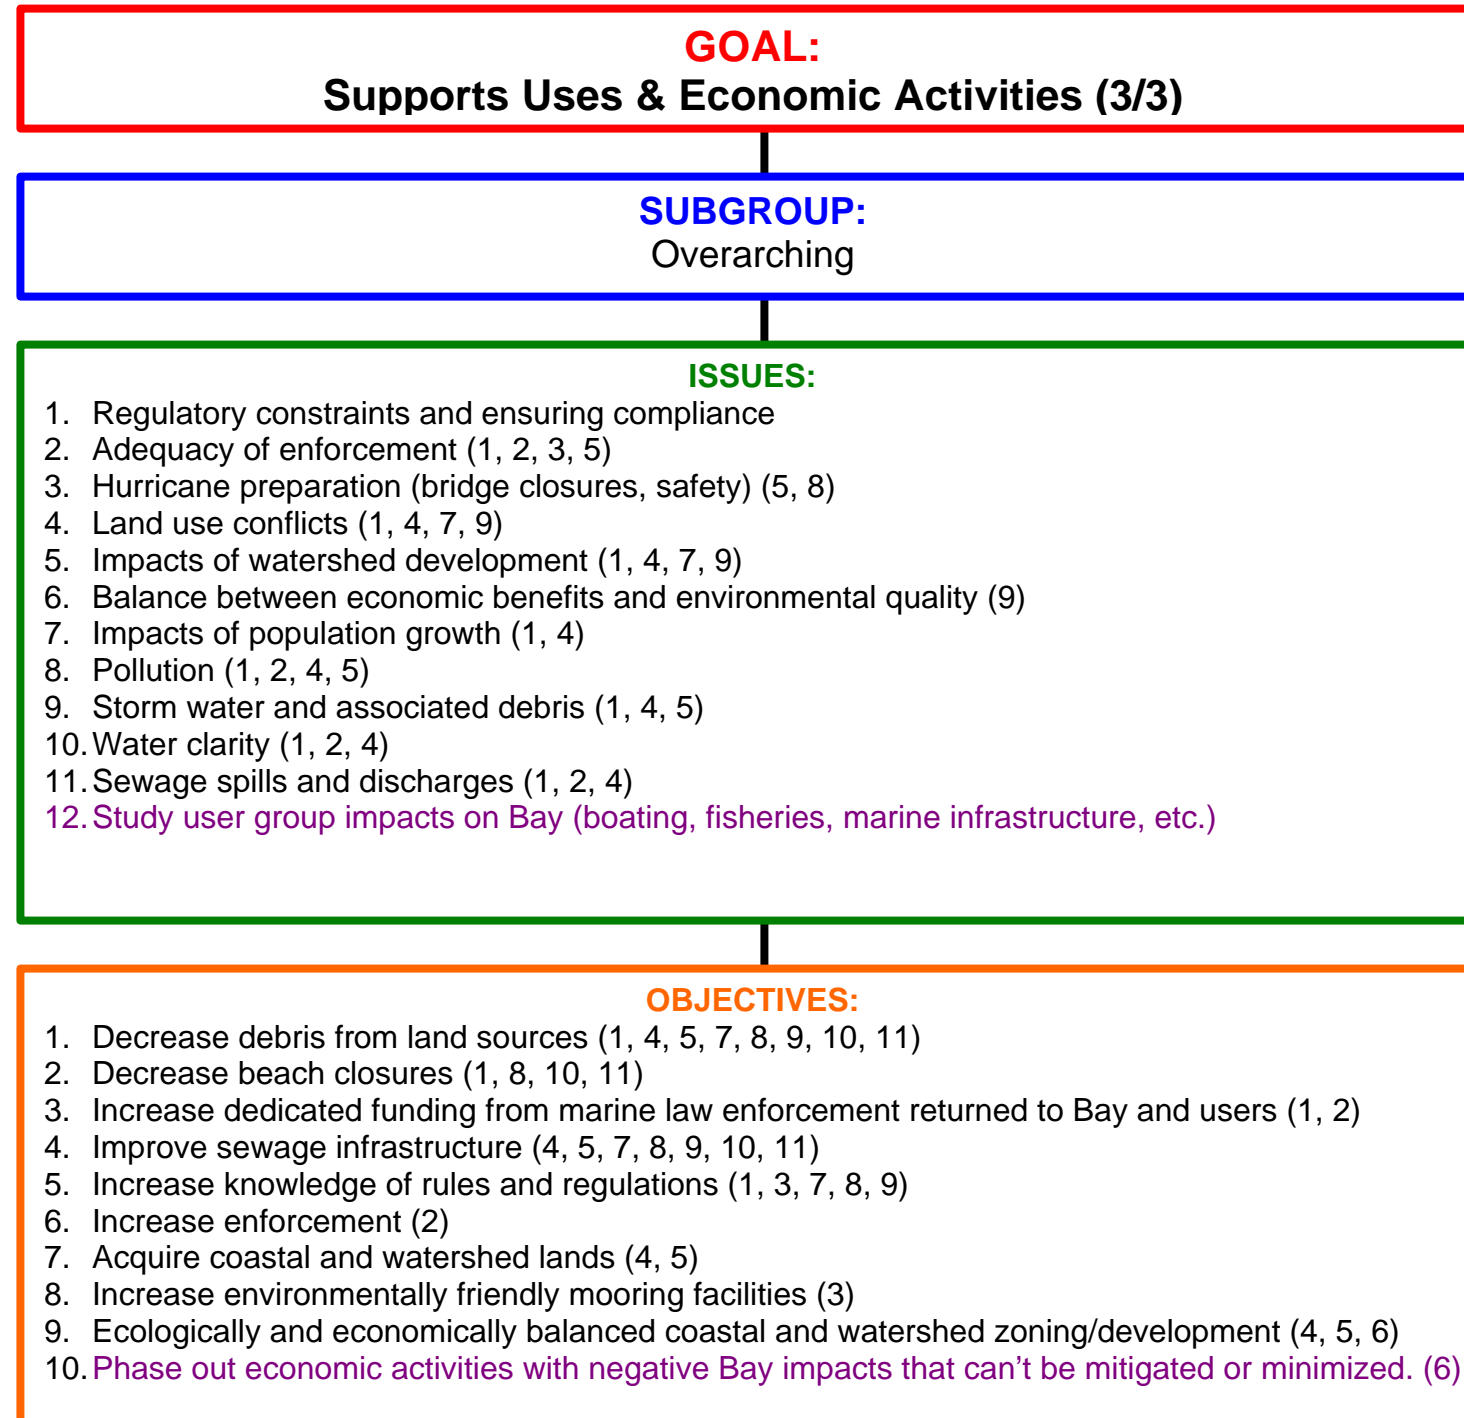 GOAL:
Supports Uses & Economic Activities (3/3)
SUBGROUP:
Overarching
ISSUES:
1. Regulatory constraints and ensuring compliance
2. Adequacy of enforcement (1, 2, 3, 5)
3. Hurricane preparation (bridge closures, safety) (5, 8)
4. Land use conflicts (1, 4, 7, 9)
5. Impacts of watershed development (1, 4, 7, 9)
6. Balance between economic benefits and environmental quality (9)
7. Impacts of population growth (1, 4)
8. Pollution (1, 2, 4, 5)
9. Storm water and associated debris (1, 4, 5)
10. Water clarity (1, 2, 4)
11. Sewage spills and discharges (1, 2, 4)
12. Study user group impacts on Bay (boating, fisheries, marine infrastructure, etc.)
OBJECTIVES:
1. Decrease debris from land sources (1, 4, 5, 7, 8, 9, 10, 11)
2. Decrease beach closures (1, 8, 10, 11)
3. Increase dedicated funding from marine law enforcement returned to Bay and users (1, 2)
4. Improve sewage infrastructure (4, 5, 7, 8, 9, 10, 11)
5. Increase knowledge of rules and regulations (1, 3, 7, 8, 9)
6. Increase enforcement (2)
7. Acquire coastal and watershed lands (4, 5)
8. Increase environmentally friendly mooring facilities (3)
9. Ecologically and economically balanced coastal and watershed zoning/development (4, 5, 6)
10. Phase out economic activities with negative Bay impacts that can’t be mitigated or minimized. (6)